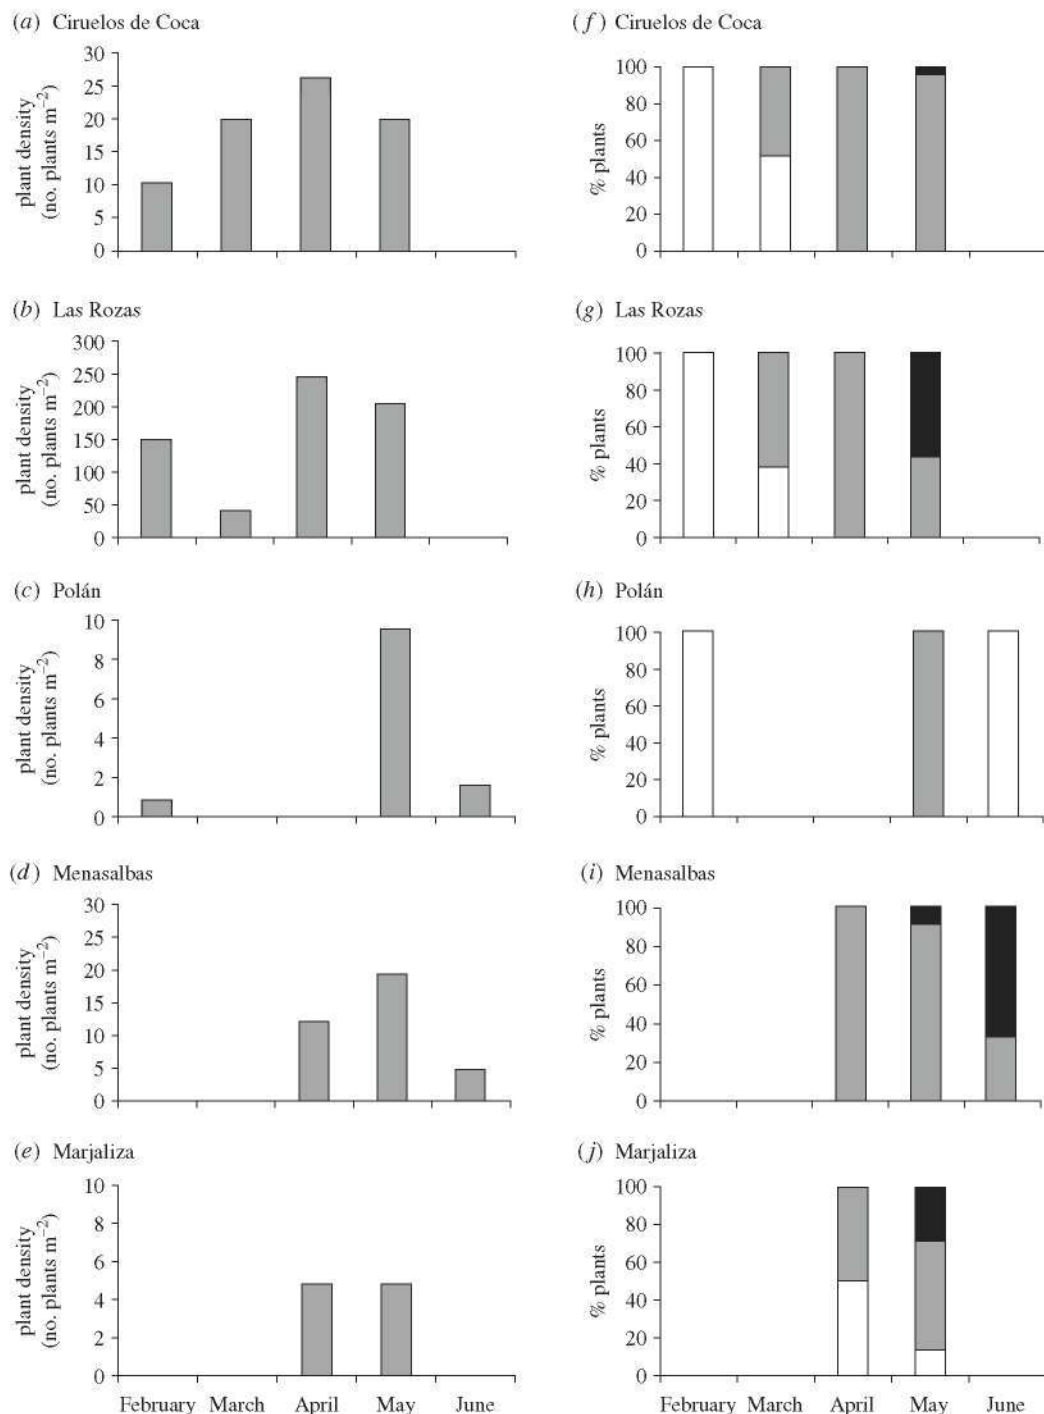 (a) Ciruelos de Coca
plant density
(no. plants m⁻²)
30
25
20
15
10
5
0
(f) Ciruelos de Coca
% plants
100
80
60
40
20
0
(b) Las Rozas
plant density
(no. plants m⁻²)
300
250
200
150
100
50
0
(g) Las Rozas
% plants
100
80
60
40
20
0
(c) Polán
plant density
(no. plants m⁻²)
10
8
6
4
2
0
(h) Polán
% plants
100
80
60
40
20
0
(d) Menasalbas
plant density
(no. plants m⁻²)
30
25
20
15
10
5
0
(i) Menasalbas
% plants
100
80
60
40
20
0
(e) Marjaliza
plant density
(no. plants m⁻²)
10
8
6
4
2
0
February March April May June
(j) Marjaliza
% plants
100
80
60
40
20
0
February March April May June